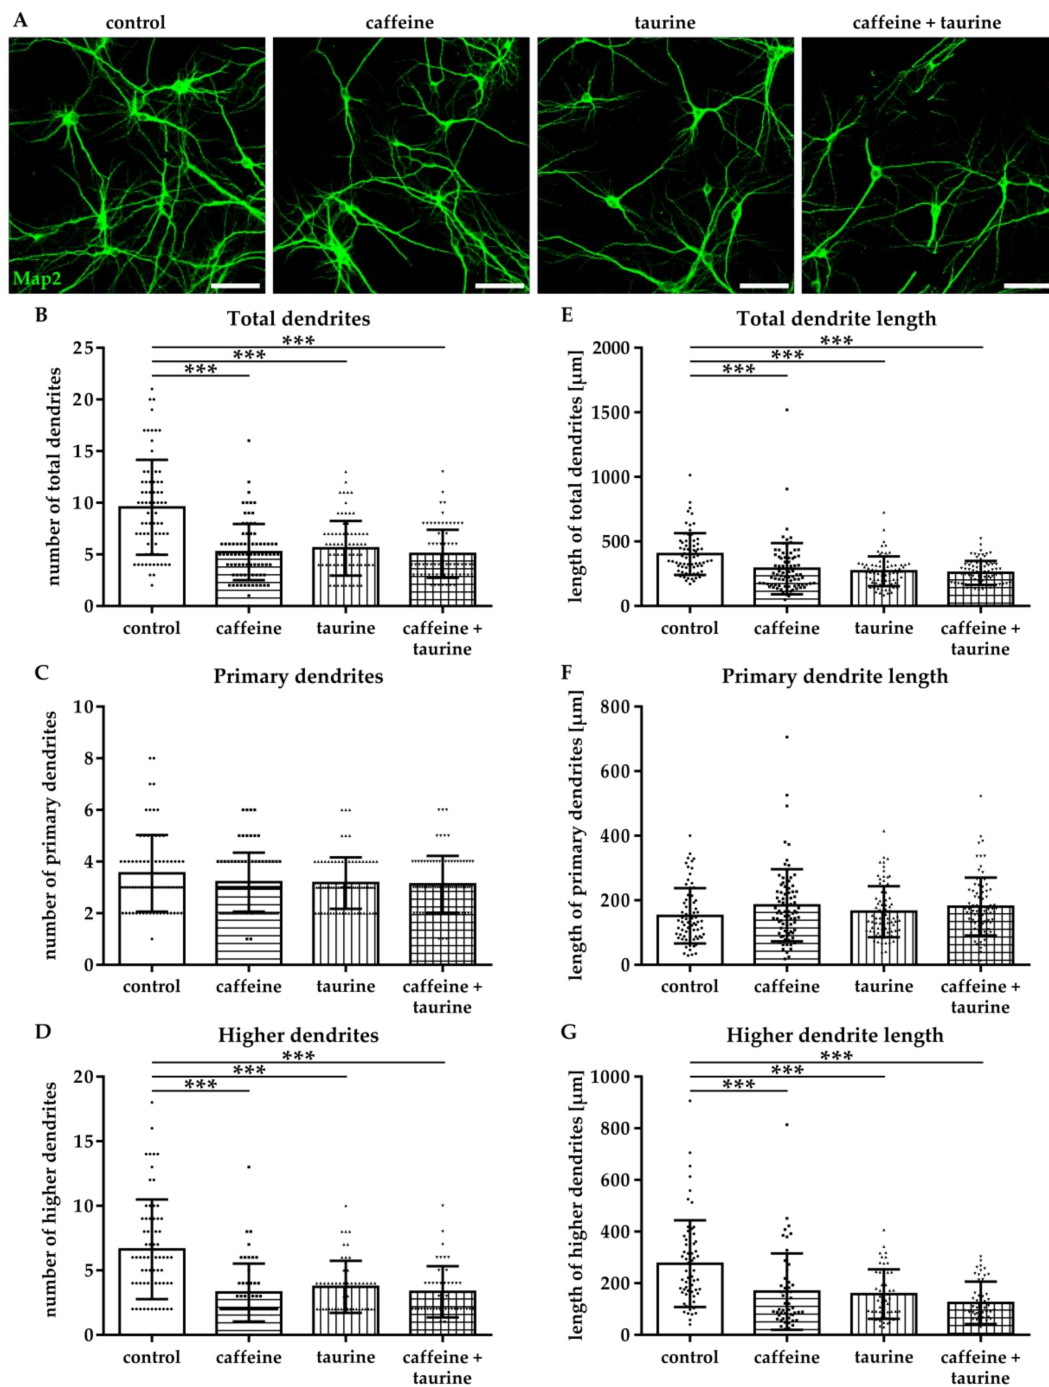 A
control
caffeine
taurine
caffeine + taurine
Map2
B
Total dendrites
number of total dendrites
25
20
15
10
5
0
***
***
***
control
caffeine
taurine
caffeine +
taurine
E
Total dendrite length
length of total dendrites [µm]
2000
1500
1000
500
0
***
***
***
control
caffeine
taurine
caffeine +
taurine
C
Primary dendrites
number of primary dendrites
10
8
6
4
2
0
control
caffeine
taurine
caffeine +
taurine
F
Primary dendrite length
length of primary dendrites [µm]
800
600
400
200
0
control
caffeine
taurine
caffeine +
taurine
D
Higher dendrites
number of higher dendrites
20
15
10
5
0
***
***
***
control
caffeine
taurine
caffeine +
taurine
G
Higher dendrite length
length of higher dendrites [µm]
1000
800
600
400
200
0
***
***
***
control
caffeine
taurine
caffeine +
taurine